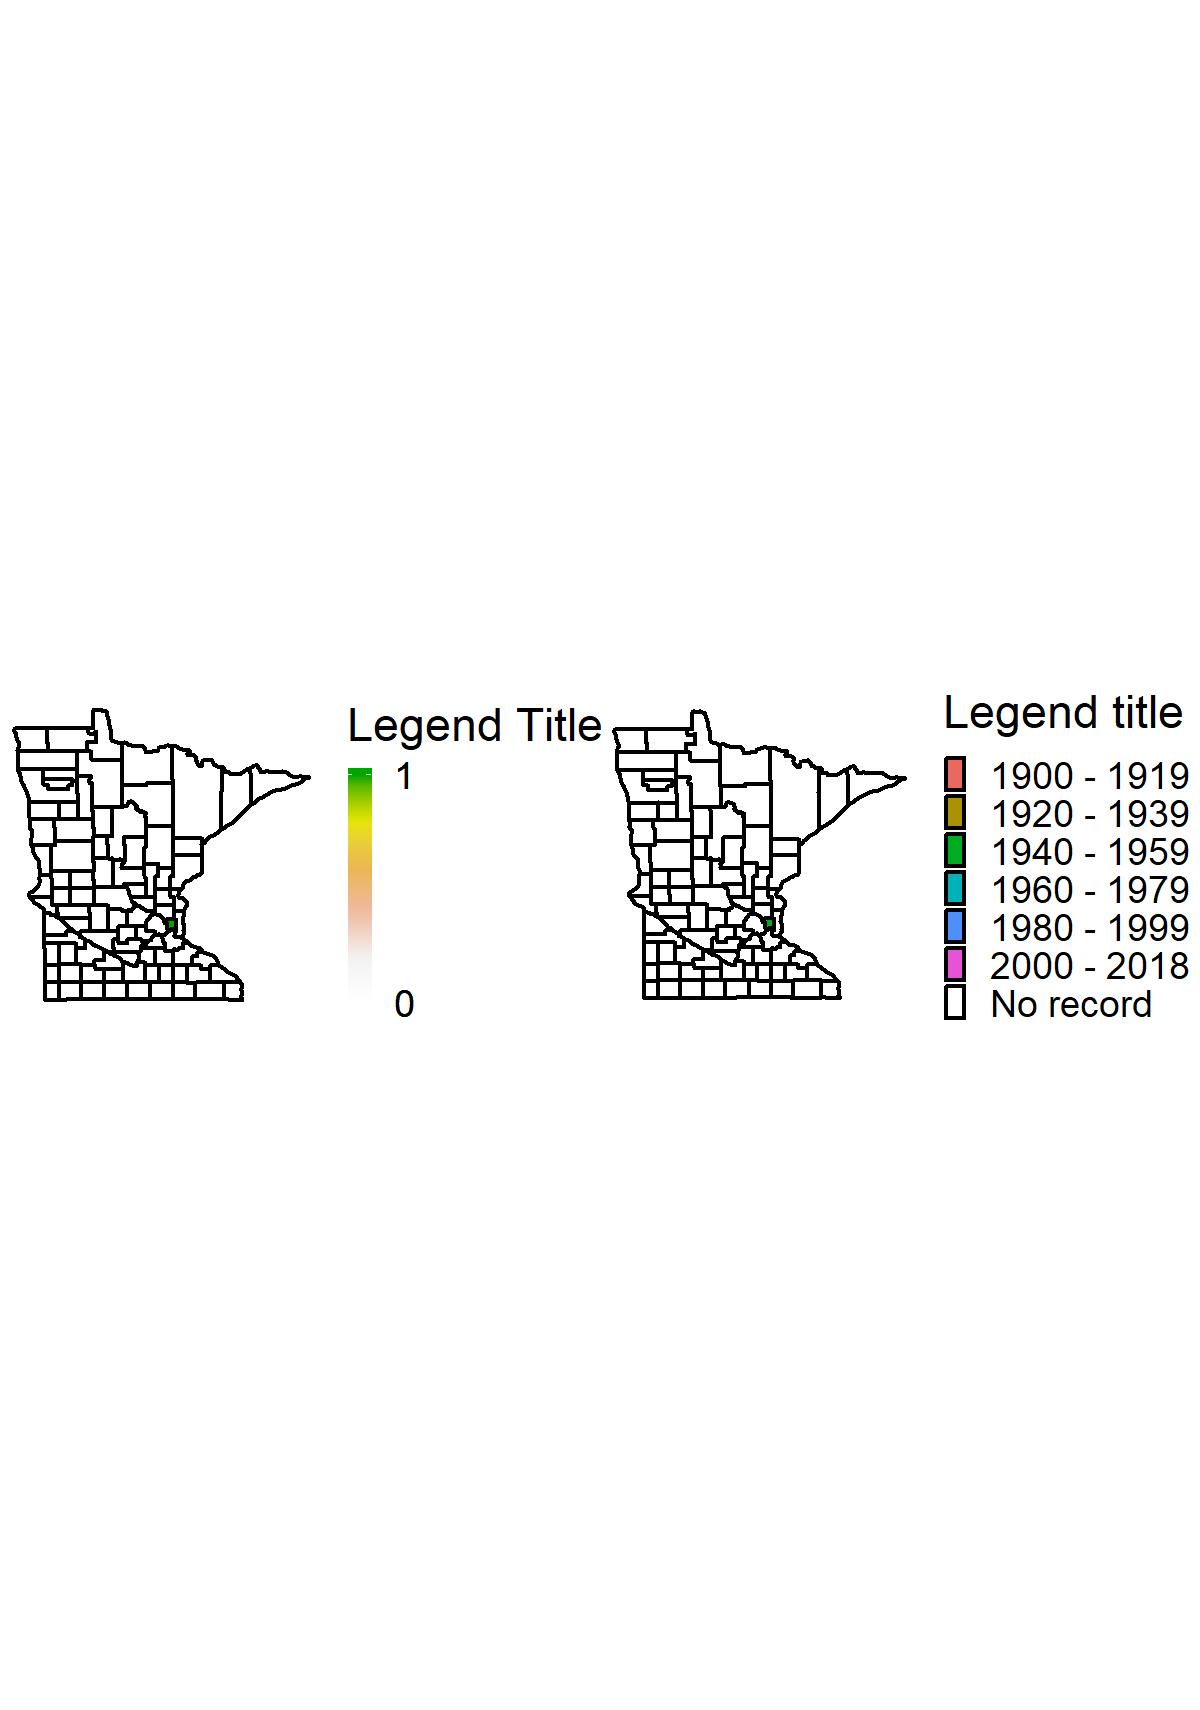 Legend Title
1
0
Legend title
1900 - 1919
1920 - 1939
1940 - 1959
1960 - 1979
1980 - 1999
2000 - 2018
No record